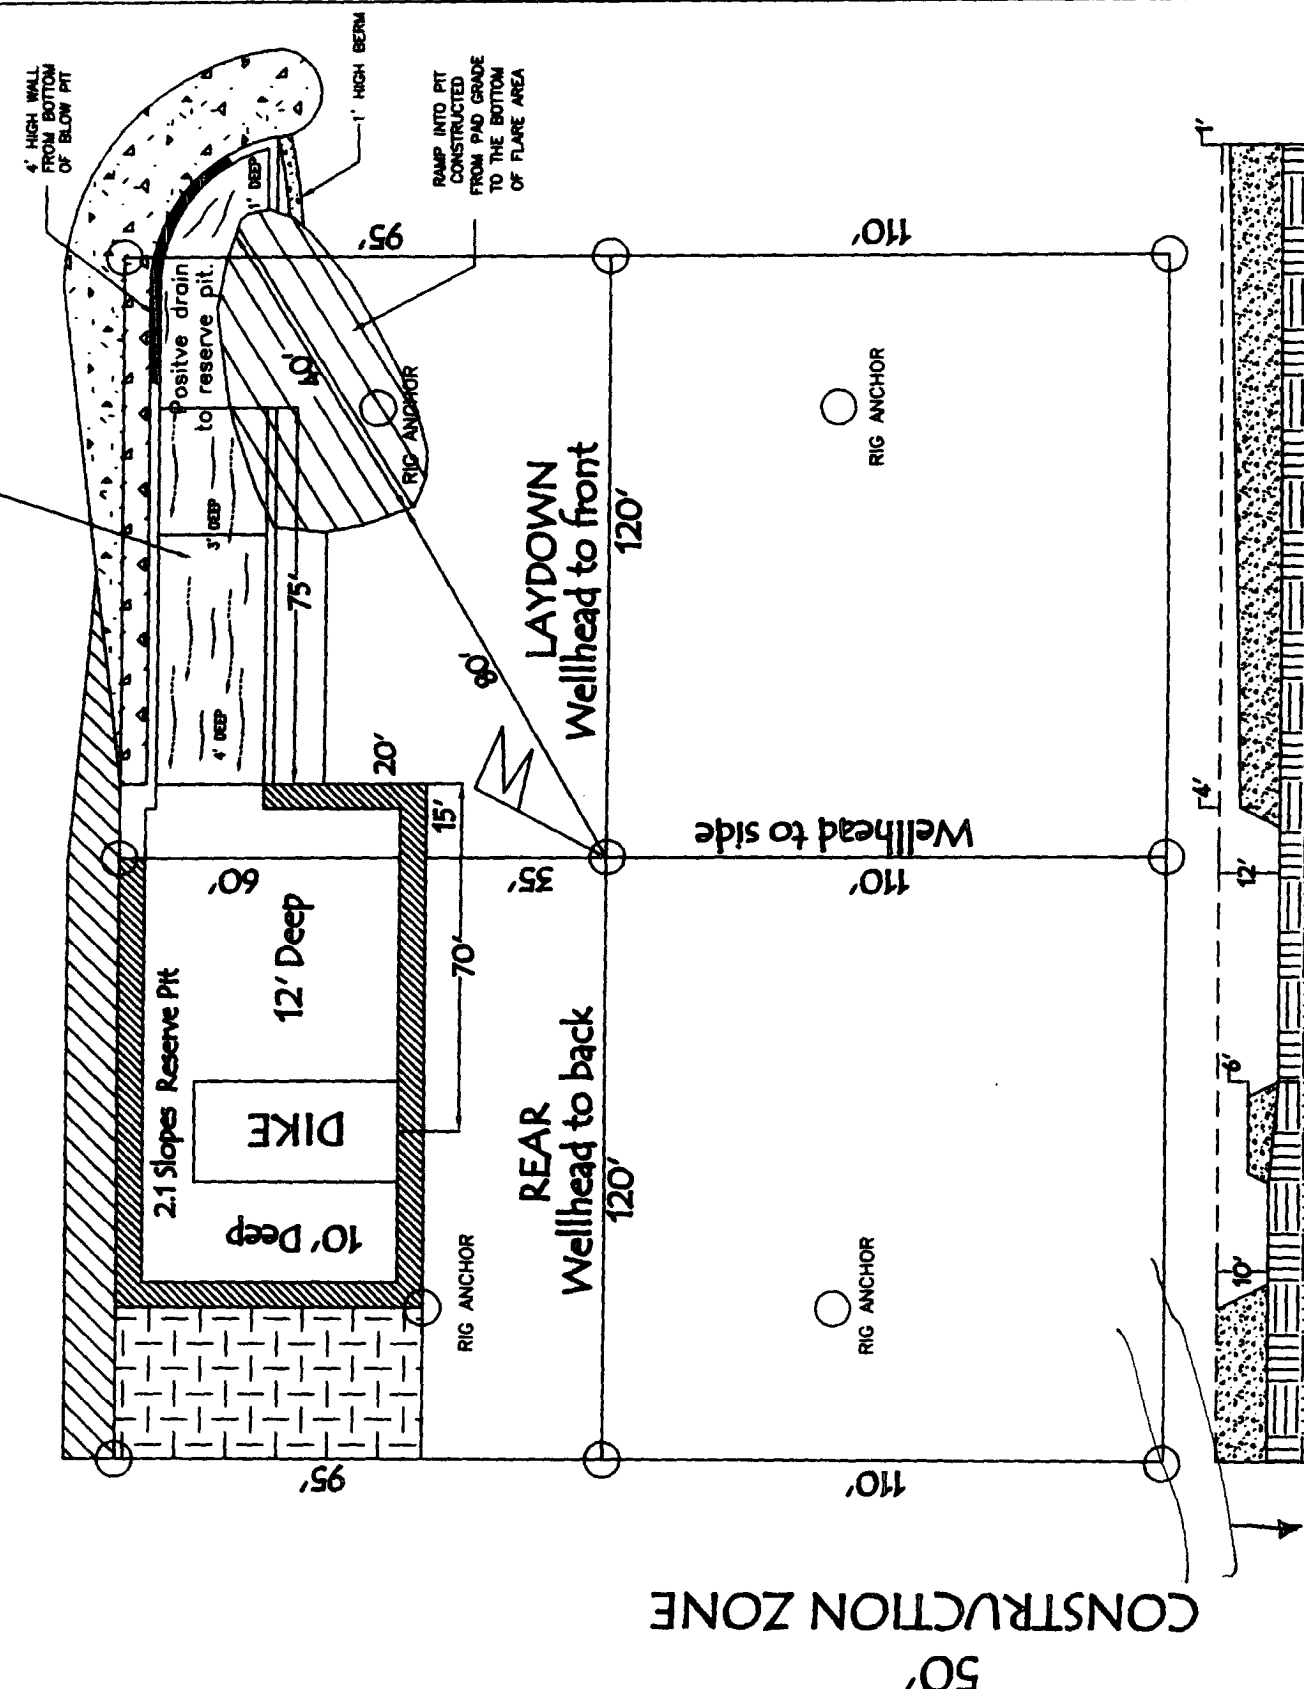 4' HIGH WALL
FROM BOTTOM
OF BLOW PIT
1' HIGH BERM
RAMP INTO PIT
CONSTRUCTED
FROM PAD GRADE
TO THE BOTTOM
OF FLARE AREA
1' DEEP
Positve drain
to reserve pit.
3' DEEP
4' DEEP
40'
RIG ANCHOR
75'
95'
110'
80'
LAYDOWN
Wellhead to front
120'
RIG ANCHOR
20'
15'
60'
35'
70'
Wellhead to side
110'
2.1 Slopes Reserve Pit
12' Deep
DIKE
10' Deep
REAR
Wellhead to back
120'
RIG ANCHOR
RIG ANCHOR
95'
110'
1'
4'
12'
6'
10'
CONSTRUCTION ZONE
50'